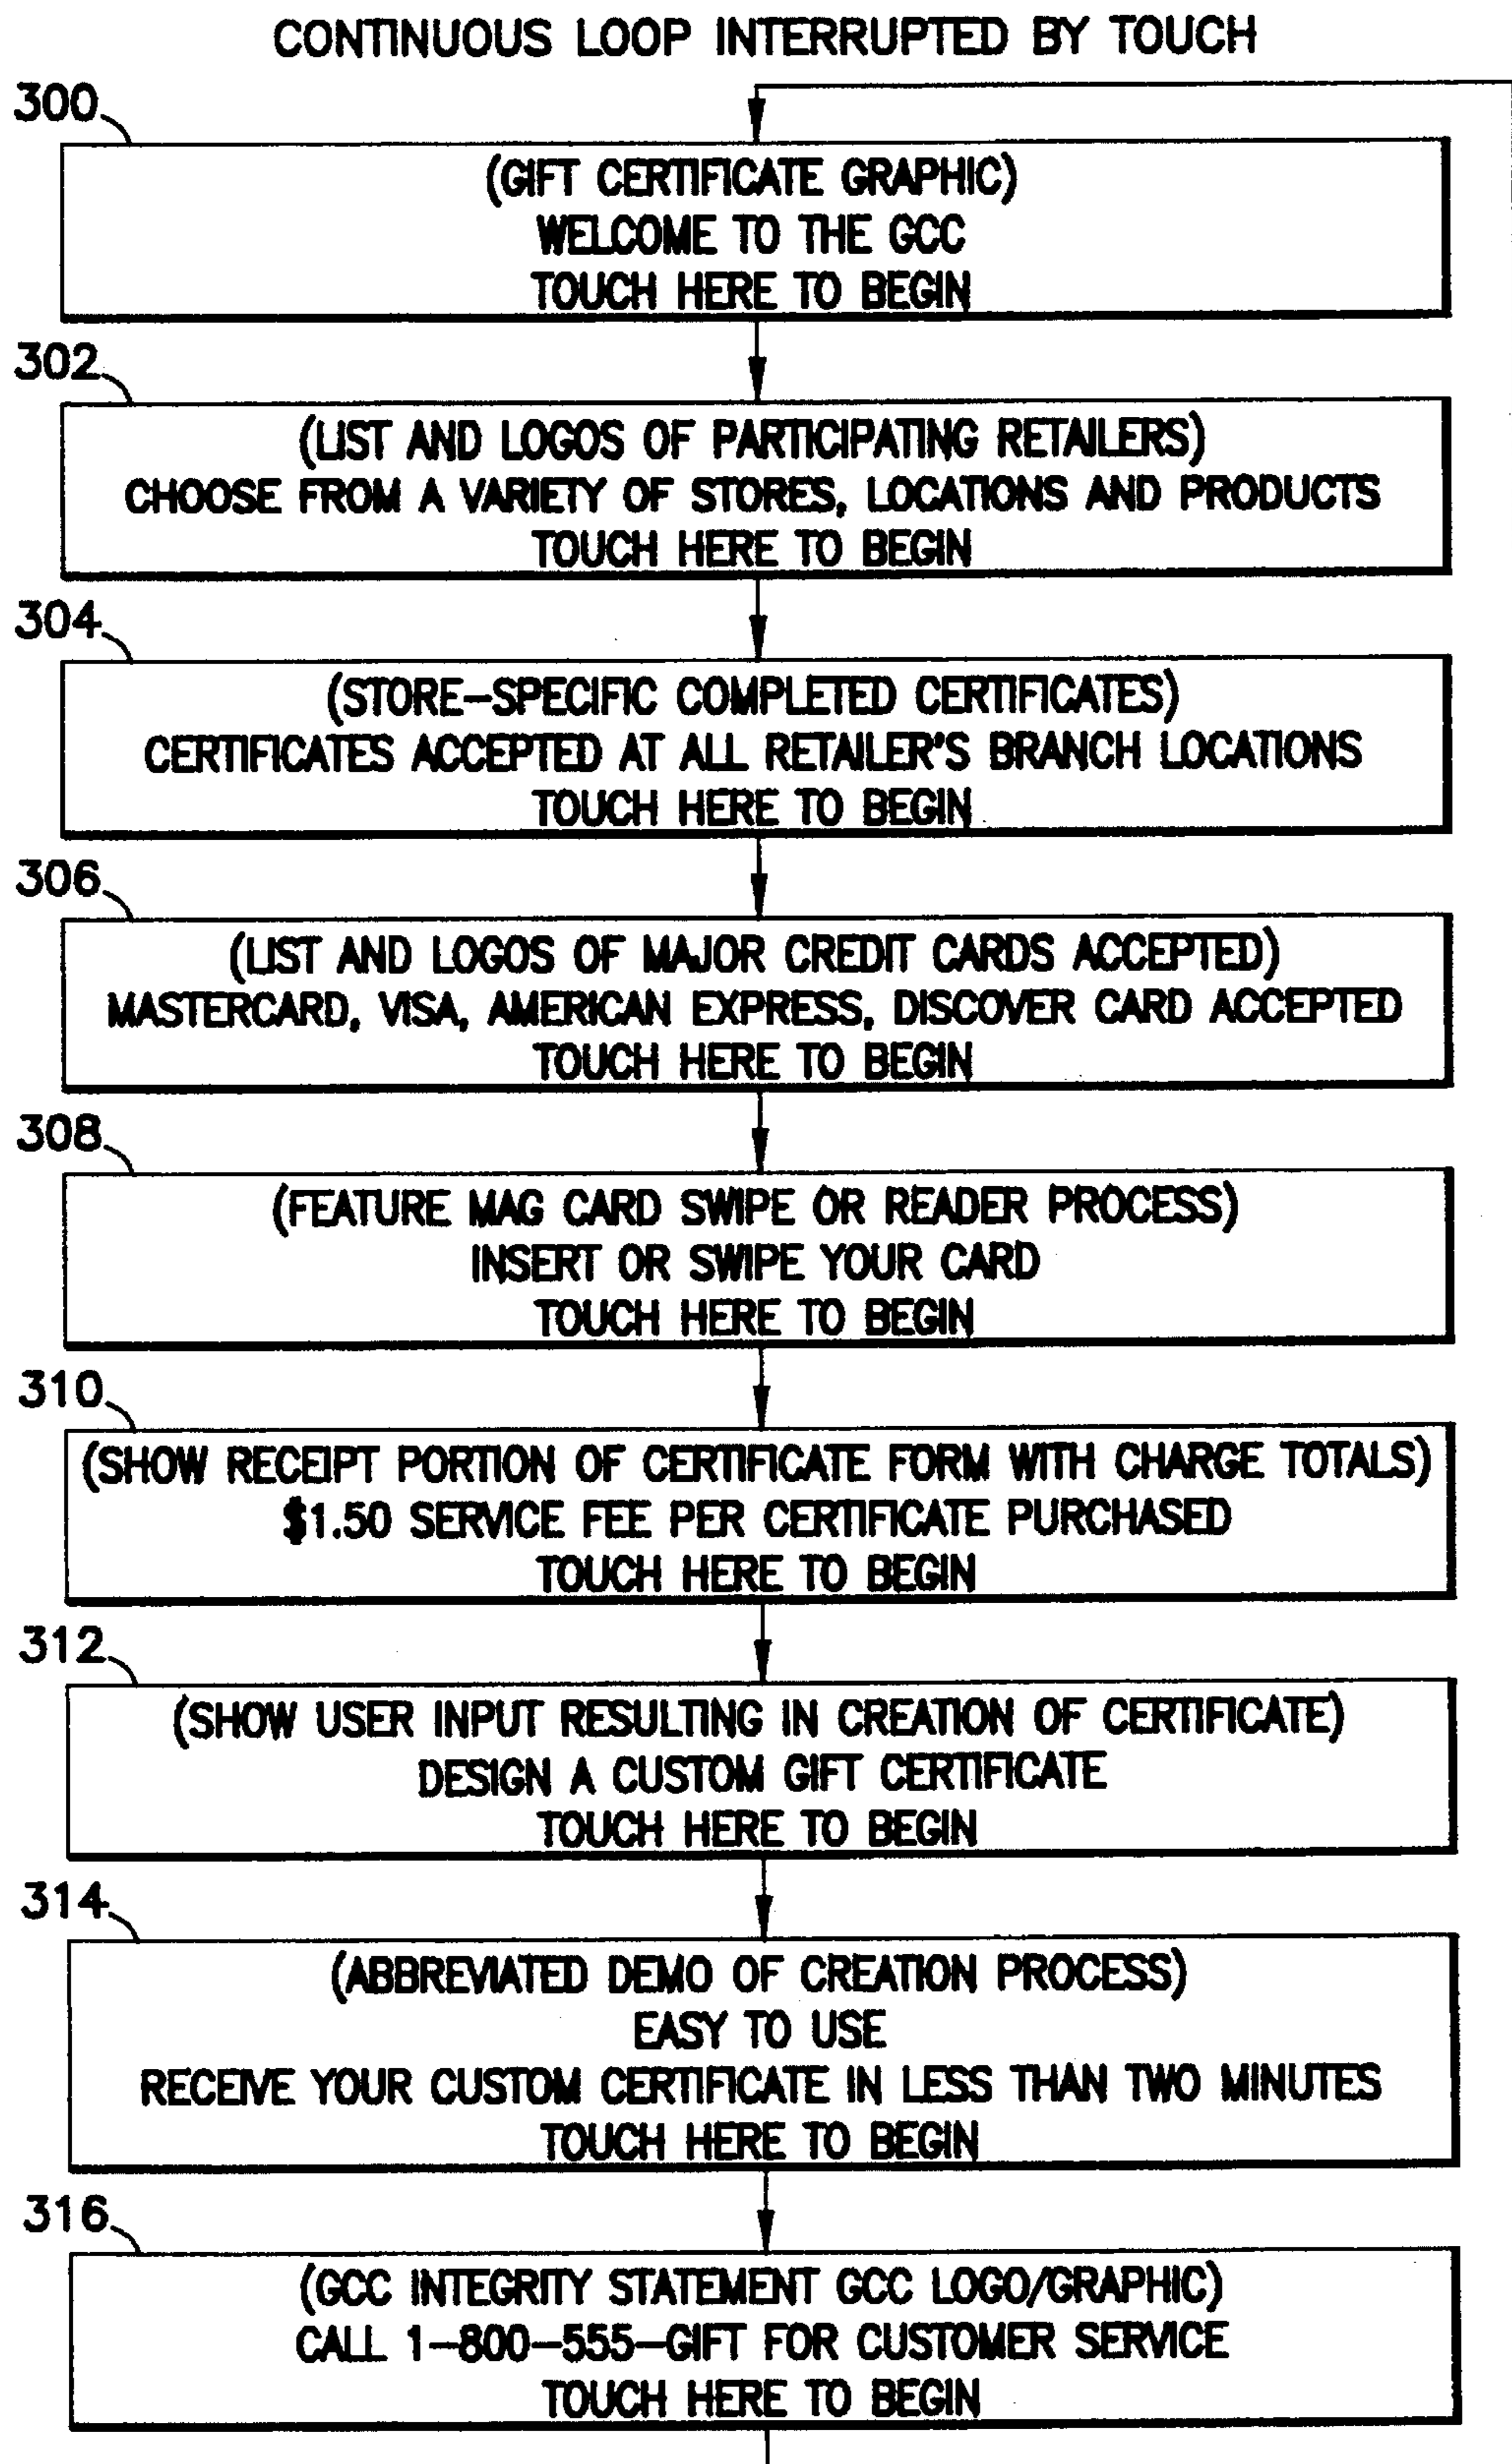 CONTINUOUS LOOP INTERRUPTED BY TOUCH
300
(GIFT CERTIFICATE GRAPHIC)
WELCOME TO THE GCC
TOUCH HERE TO BEGIN
302
(LIST AND LOGOS OF PARTICIPATING RETAILERS)
CHOOSE FROM A VARIETY OF STORES, LOCATIONS AND PRODUCTS
TOUCH HERE TO BEGIN
304
(STORE-SPECIFIC COMPLETED CERTIFICATES)
CERTIFICATES ACCEPTED AT ALL RETAILER'S BRANCH LOCATIONS
TOUCH HERE TO BEGIN
306
(LIST AND LOGOS OF MAJOR CREDIT CARDS ACCEPTED)
MASTERCARD, VISA, AMERICAN EXPRESS, DISCOVER CARD ACCEPTED
TOUCH HERE TO BEGIN
308
(FEATURE MAG CARD SWIPE OR READER PROCESS)
INSERT OR SWIPE YOUR CARD
TOUCH HERE TO BEGIN
310
(SHOW RECEIPT PORTION OF CERTIFICATE FORM WITH CHARGE TOTALS)
$1.50 SERVICE FEE PER CERTIFICATE PURCHASED
TOUCH HERE TO BEGIN
312
(SHOW USER INPUT RESULTING IN CREATION OF CERTIFICATE)
DESIGN A CUSTOM GIFT CERTIFICATE
TOUCH HERE TO BEGIN
314
(ABBREVIATED DEMO OF CREATION PROCESS)
EASY TO USE
RECEIVE YOUR CUSTOM CERTIFICATE IN LESS THAN TWO MINUTES
TOUCH HERE TO BEGIN
316
(GCC INTEGRITY STATEMENT GCC LOGO/GRAPHIC)
CALL 1-800-555-GIFT FOR CUSTOMER SERVICE
TOUCH HERE TO BEGIN